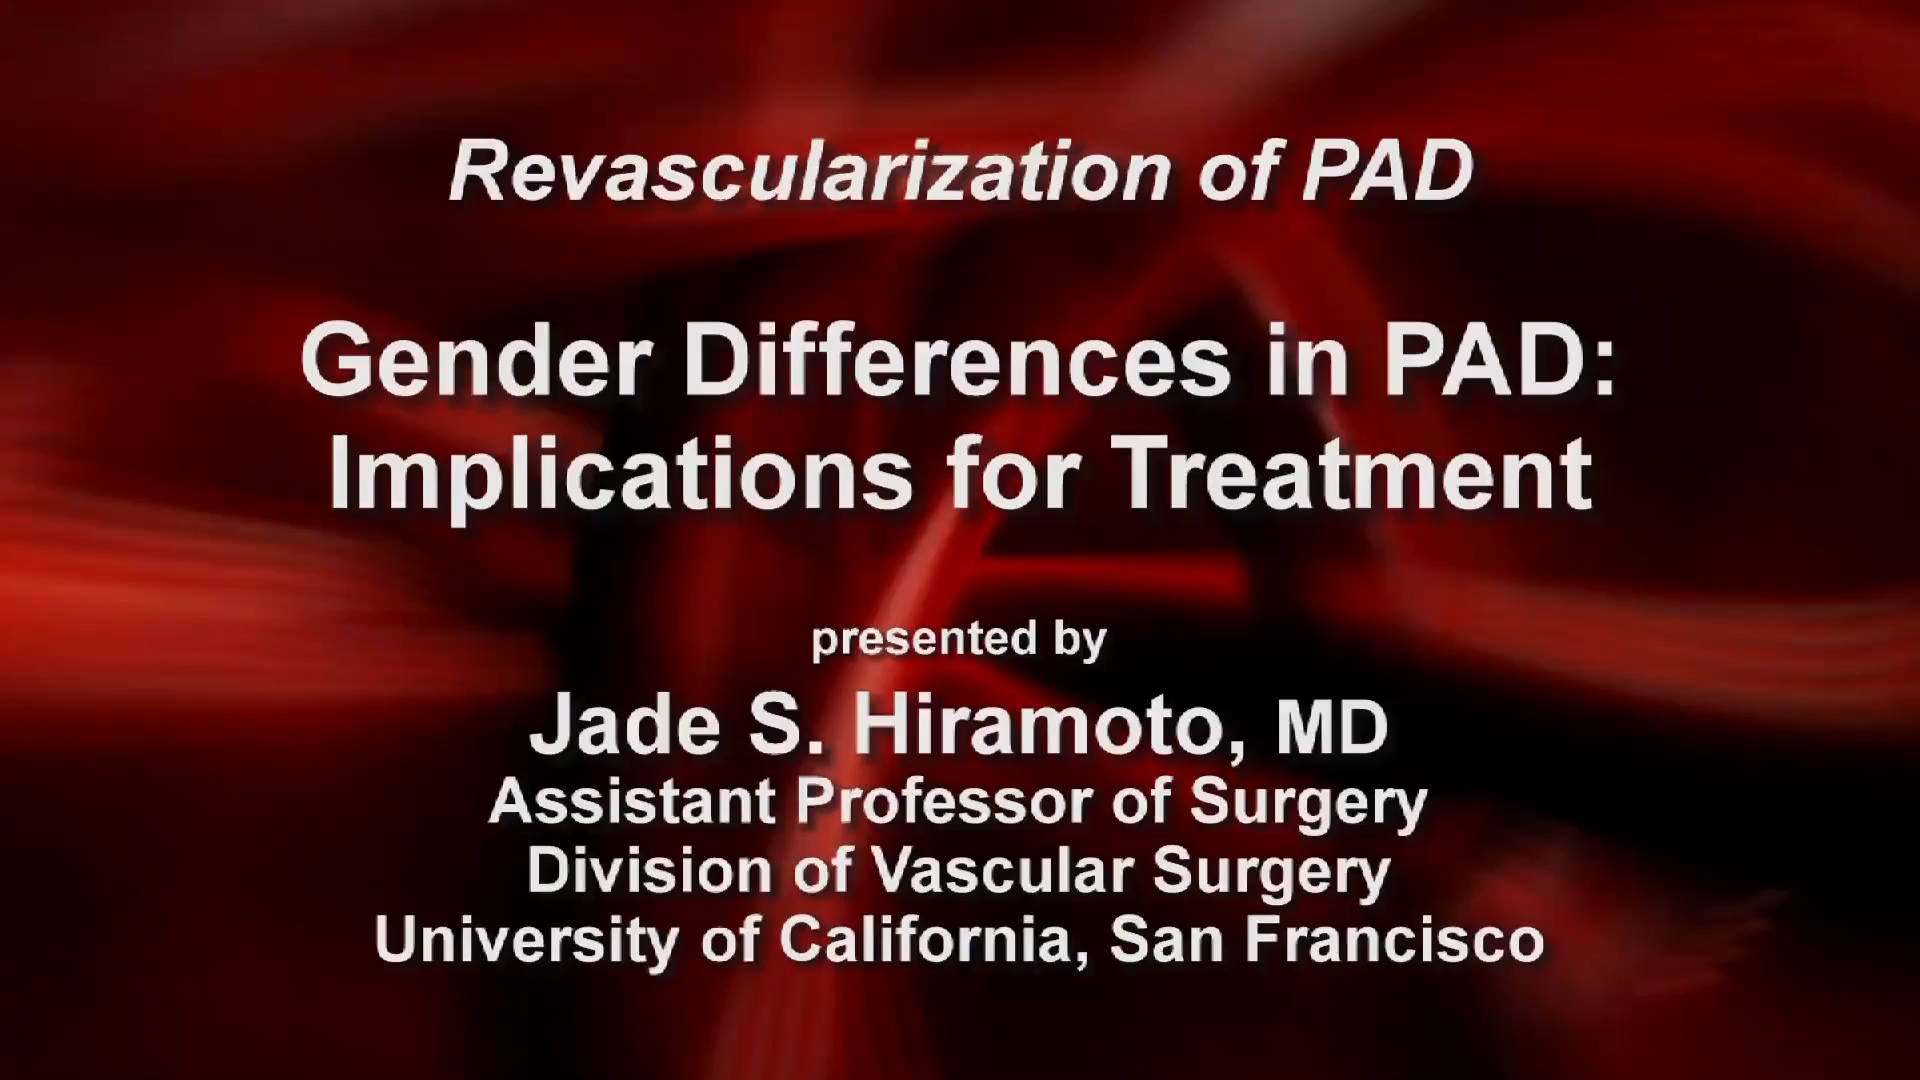 Revascularization of PAD
Gender Differences in PAD:
Implications for Treatment
presented by
Jade S. Hiramoto, MD
Assistant Professor of Surgery
Division of Vascular Surgery
University of California, San Francisco